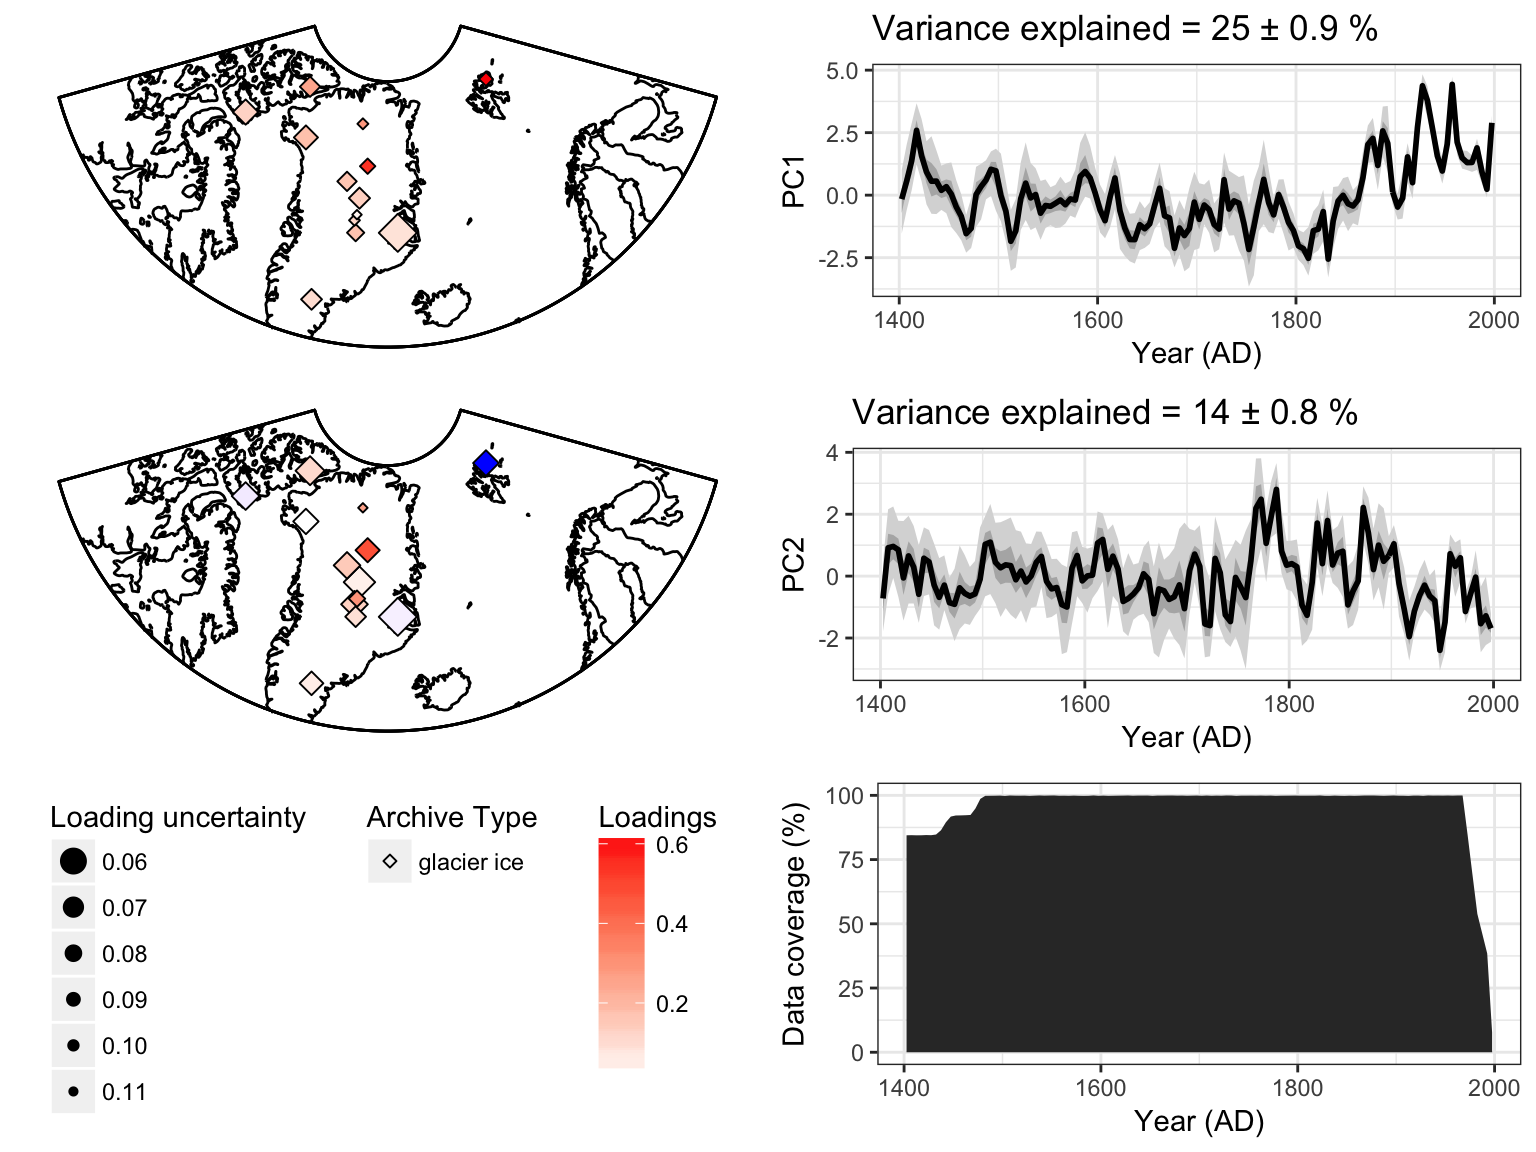 Variance explained = 25 ± 0.9 %
PC1
5.0
2.5
0.0
-2.5
1400 1600 1800 2000
Year (AD)
Variance explained = 14 ± 0.8 %
PC2
4
2
0
-2
1400 1600 1800 2000
Year (AD)
Loading uncertainty
0.06
0.07
0.08
0.09
0.10
0.11
Archive Type
glacier ice
Loadings
0.6
0.4
0.2
Data coverage (%)
100
75
50
25
0
1400 1600 1800 2000
Year (AD)